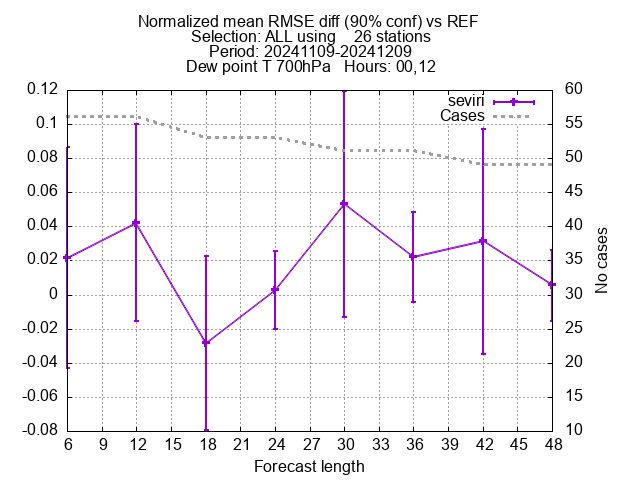 Normalized mean RMSE diff (90% conf) vs REF
Selection: ALL using    26 stations
Period: 20241109-20241209
Dew point T 700hPa   Hours: 00,12
seviri
Cases
0.12
0.1
0.08
0.06
0.04
0.02
0
-0.02
-0.04
-0.06
-0.08
60
55
50
45
40
35
30
25
20
15
10
No cases
6 9 12 15 18 21 24 27 30 33 36 39 42 45 48
Forecast length